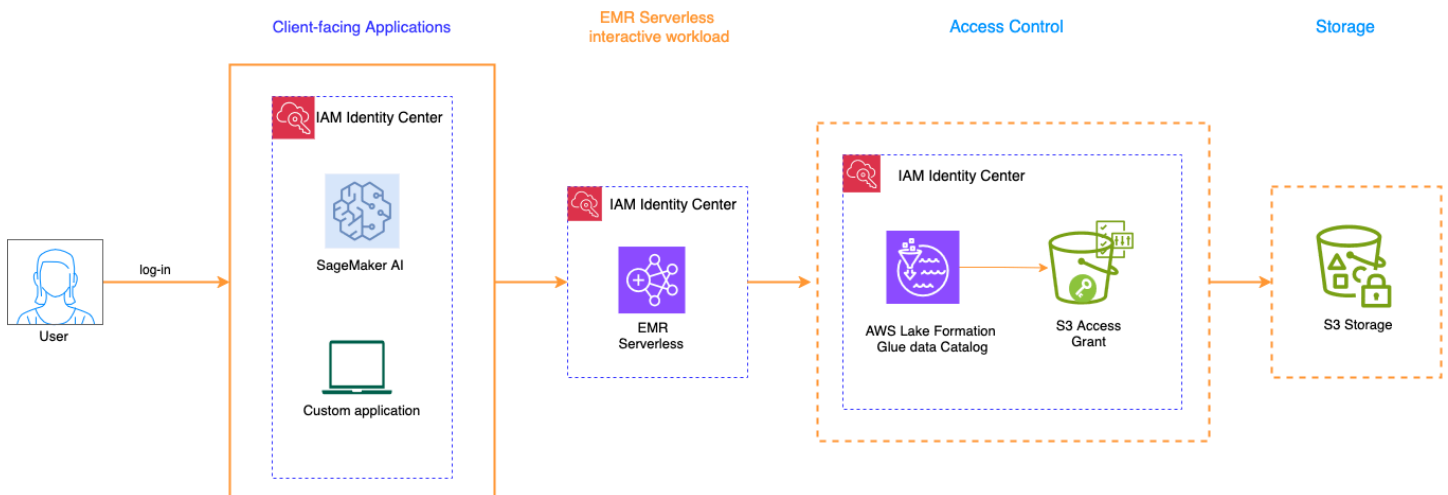 Client-facing Applications
EMR Serverless
interactive workload
Access Control
Storage
IAM Identity Center
SageMaker AI
Custom application
log-in
User
IAM Identity Center
EMR
Serverless
IAM Identity Center
AWS Lake Formation
Glue data Catalog
S3 Access
Grant
S3 Storage